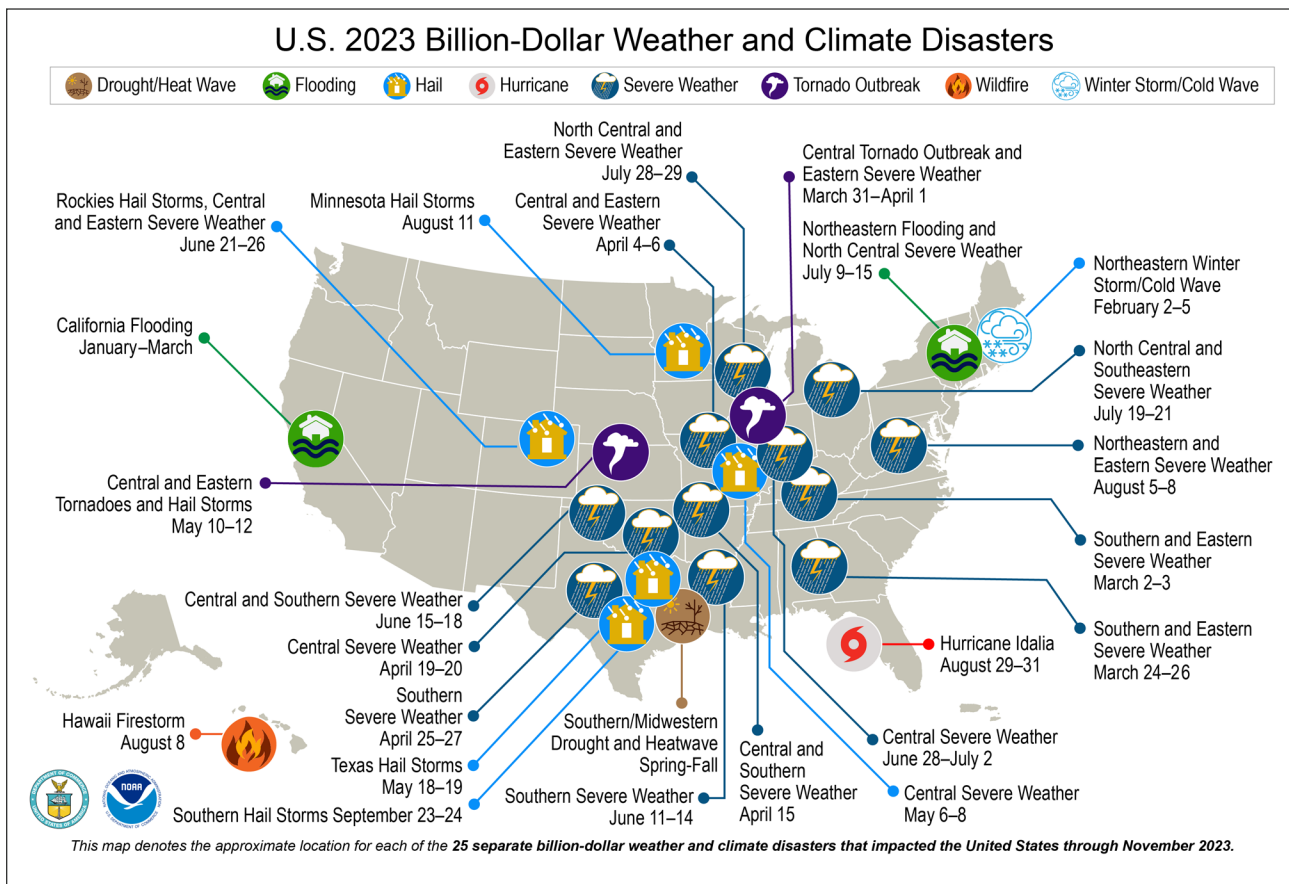 U.S. 2023 Billion-Dollar Weather and Climate Disasters
Drought/Heat Wave
Flooding
Hail
Hurricane
Severe Weather
Tornado Outbreak
Wildfire
Winter Storm/Cold Wave
North Central and
Eastern Severe Weather
July 28–29
Central Tornado Outbreak and
Eastern Severe Weather
March 31–April 1
Rockies Hail Storms, Central
and Eastern Severe Weather
June 21–26
Minnesota Hail Storms
August 11
Central and Eastern
Severe Weather
April 4–6
Northeastern Flooding and
North Central Severe Weather
July 9–15
Northeastern Winter
Storm/Cold Wave
February 2–5
California Flooding
January–March
North Central and
Southeastern
Severe Weather
July 19–21
Northeastern and
Eastern Severe Weather
August 5–8
Central and Eastern
Tornadoes and Hail Storms
May 10–12
Southern and Eastern
Severe Weather
March 2–3
Central and Southern Severe Weather
June 15–18
Southern and Eastern
Severe Weather
March 24–26
Central Severe Weather
April 19–20
Hurricane Idalia
August 29–31
Southern
Severe Weather
April 25–27
Hawaii Firestorm
August 8
Southern/Midwestern
Drought and Heatwave
Spring-Fall
Central and
Southern
Severe Weather
April 15
Central Severe Weather
June 28–July 2
Texas Hail Storms
May 18–19
Southern Severe Weather
June 11–14
Central Severe Weather
May 6–8
Southern Hail Storms September 23–24
NOAA
This map denotes the approximate location for each of the 25 separate billion-dollar weather and climate disasters that impacted the United States through November 2023.